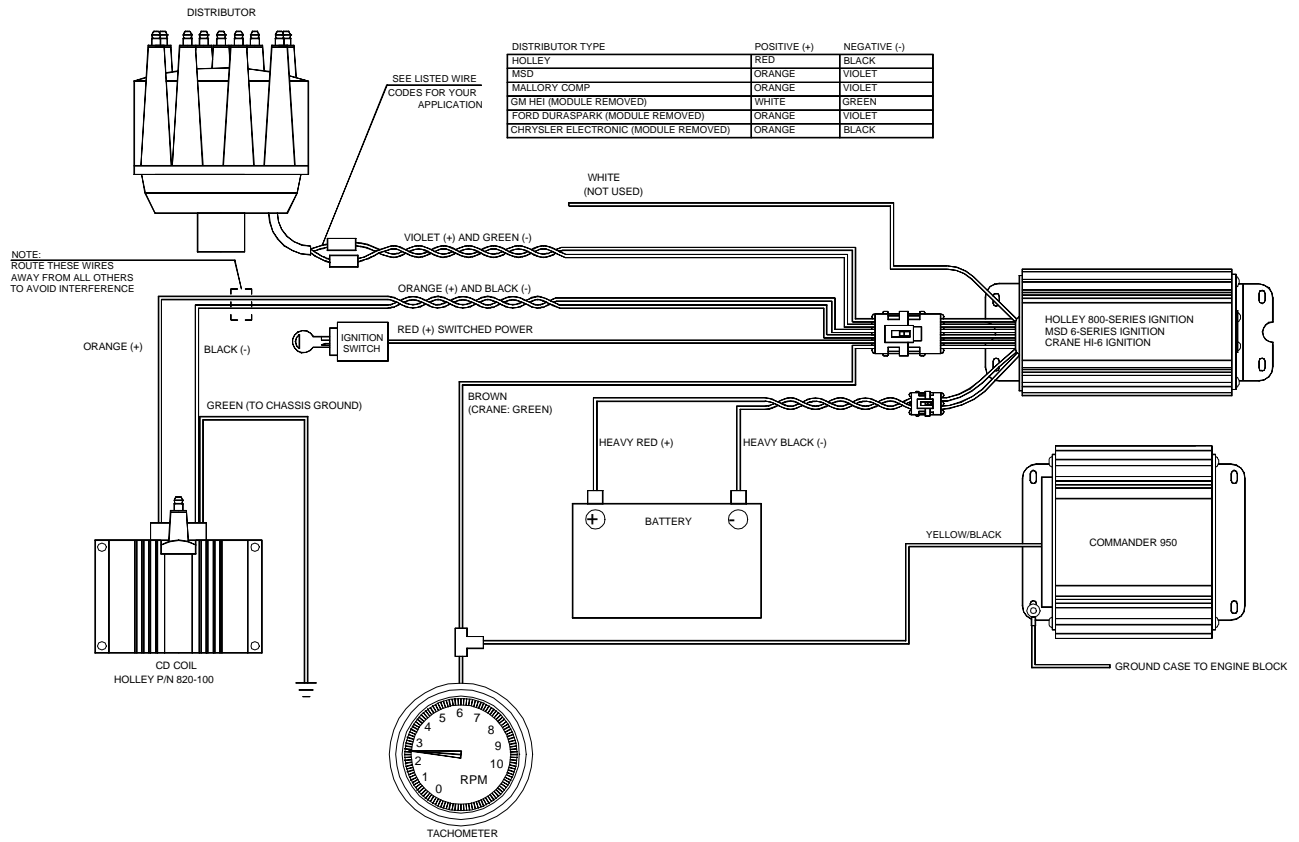 DISTRIBUTOR
DISTRIBUTOR TYPE POSITIVE (+) NEGATIVE (-)
HOLLEY RED BLACK
MSD ORANGE VIOLET
MALLORY COMP ORANGE VIOLET
GM HEI (MODULE REMOVED) WHITE GREEN
FORD DURASPARK (MODULE REMOVED) ORANGE VIOLET
CHRYSLER ELECTRONIC (MODULE REMOVED) ORANGE BLACK
SEE LISTED WIRE
CODES FOR YOUR
APPLICATION
WHITE
(NOT USED)
VIOLET (+) AND GREEN (-)
NOTE:
ROUTE THESE WIRES
AWAY FROM ALL OTHERS
TO AVOID INTERFERENCE
ORANGE (+) AND BLACK (-)
HOLLEY 800-SERIES IGNITION
MSD 6-SERIES IGNITION
CRANE HI-6 IGNITION
RED (+) SWITCHED POWER
IGNITION
SWITCH
ORANGE (+)
BLACK (-)
GREEN (TO CHASSIS GROUND)
BROWN
(CRANE: GREEN)
HEAVY RED (+)
HEAVY BLACK (-)
+
BATTERY
-
YELLOW/BLACK
COMMANDER 950
CD COIL
HOLLEY P/N 820-100
GROUND CASE TO ENGINE BLOCK
0
1
2
3
4
5
6
7
8
9
10
RPM
TACHOMETER